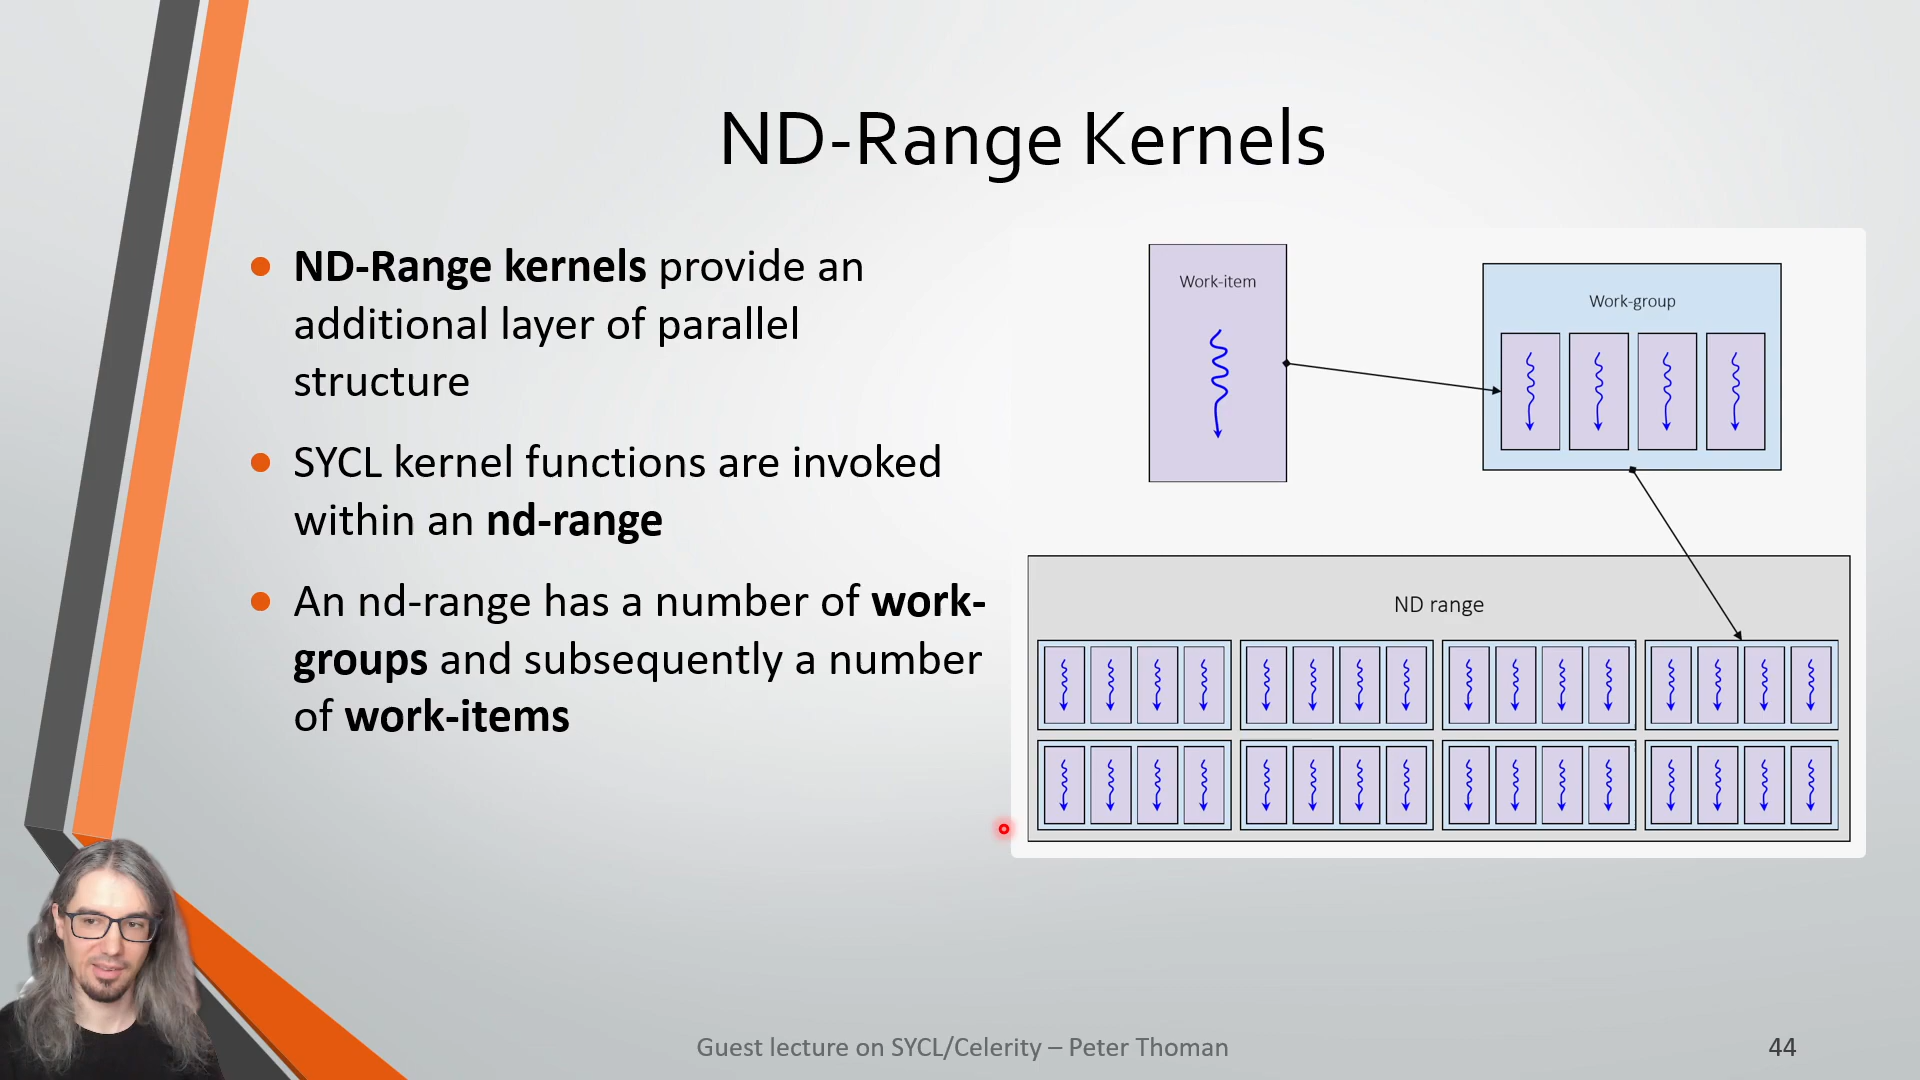 ND-Range Kernels
ND-Range kernels provide an
additional layer of parallel
structure
SYCL kernel functions are invoked
within an nd-range
An nd-range has a number of work-
groups and subsequently a number
of work-items
Work-item
Work-group
ND range
Guest lecture on SYCL/Celerity – Peter Thoman
44